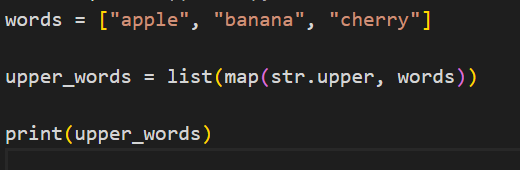 words = ["apple", "banana", "cherry"]
upper_words = list(map(str.upper, words))
print(upper_words)